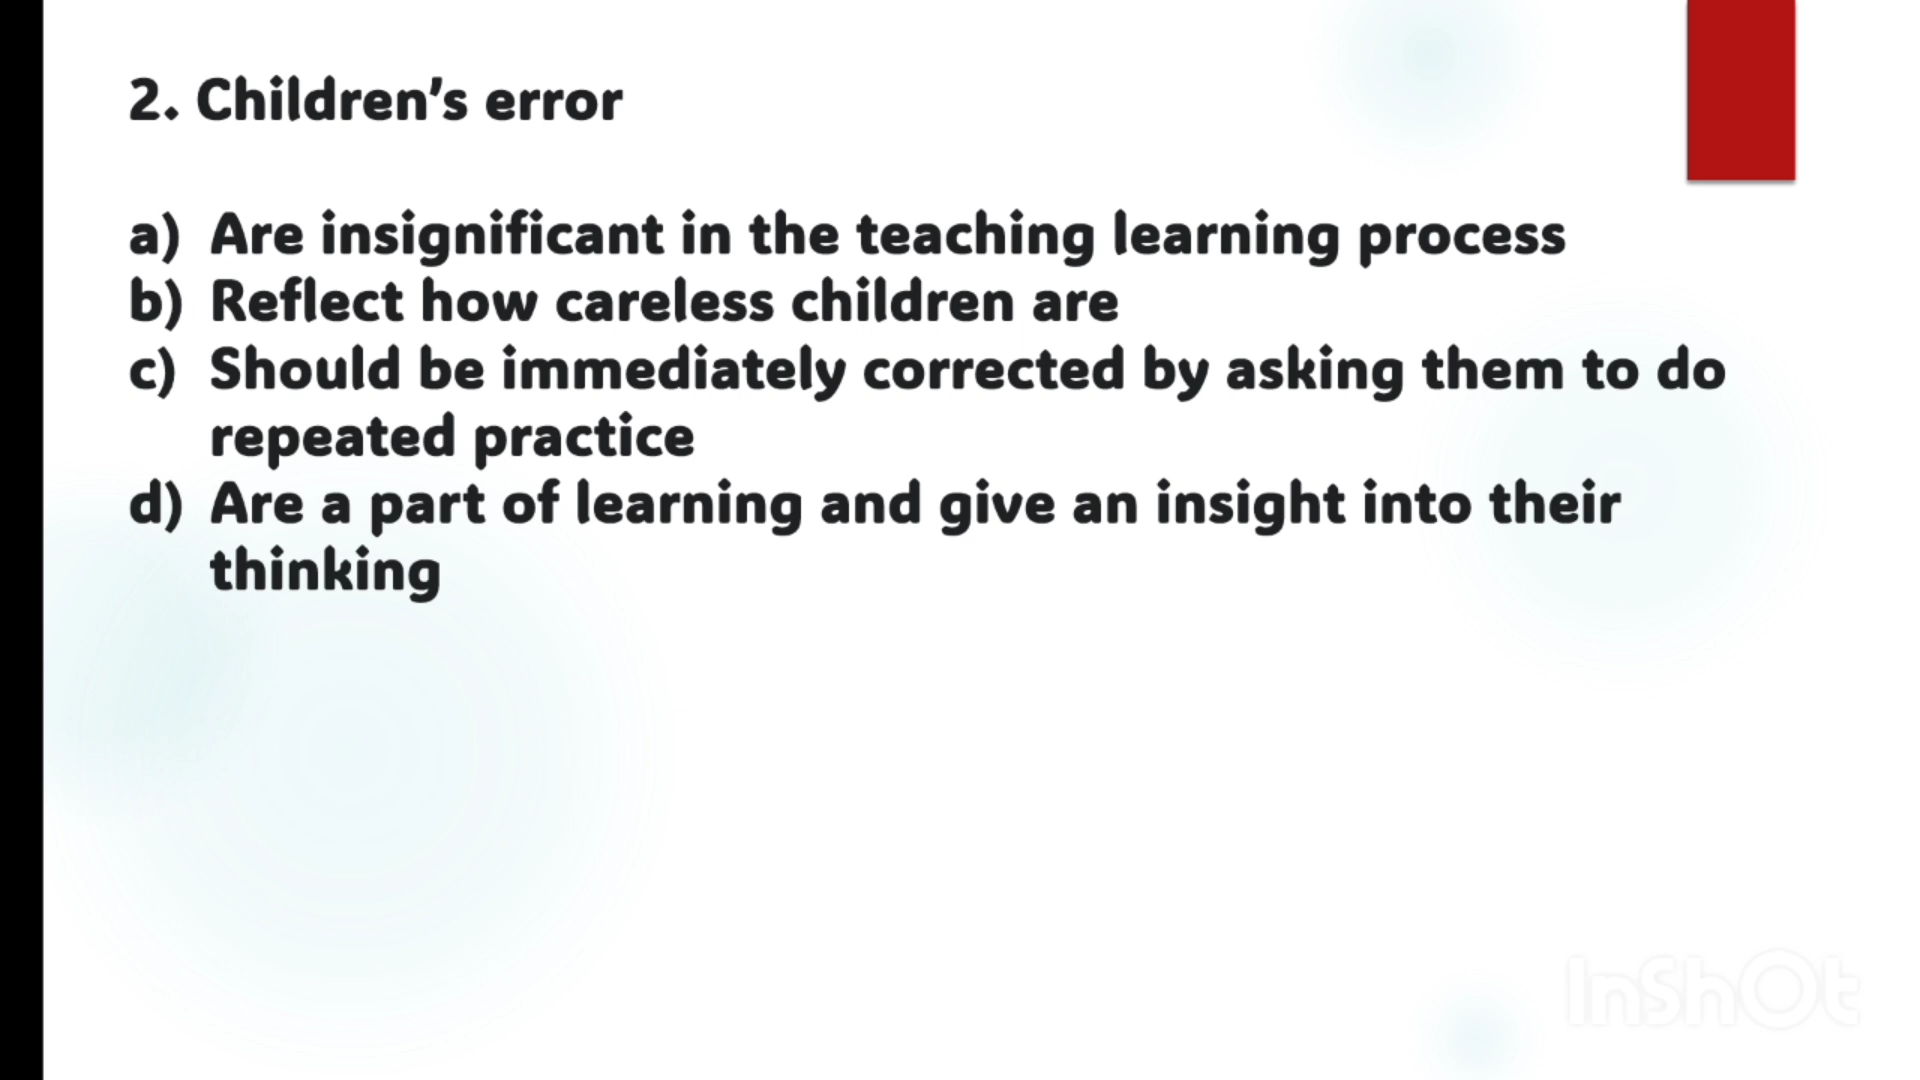 2. Children’s error
a) Are insignificant in the teaching learning process
b) Reflect how careless children are
c) Should be immediately corrected by asking them to do
repeated practice
d) Are a part of learning and give an insight into their
thinking
InShOt